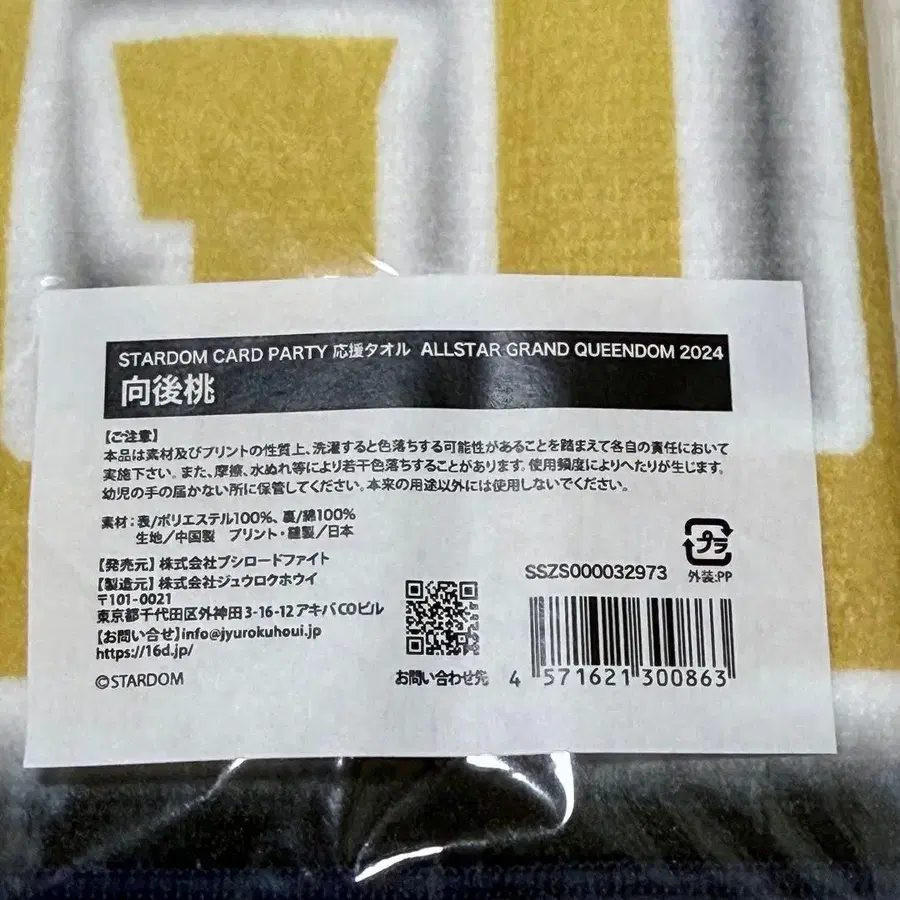 STARDOM CARD PARTY 応援タオル ALLSTAR GRAND QUEENDOM 2024
向後桃
【ご注意】
本品は素材及びプリントの性質上、洗濯すると色落ちする可能性があることを踏まえて各自の責任において
実施下さい。また、摩擦、水ぬれ等により若干色落ちすることがあります。使用頻度によりへたりが生じます。
幼児の手の届かない所に保管してください。本来の用途以外には使用しないでください。
素材：表/ポリエステル100%、裏/綿100%
生地／中国製 プリント・縫製／日本
【発売元】株式会社ブシロードファイト
【製造元】株式会社ジュウロクホウイ
〒101-0021
東京都千代田区外神田3-16-12アキバCOビル
【お問い合せ】info@jyurokuhoui.jp
https://16d.jp/
©STARDOM
お問い合わせ先
SSZS000032973
プラ
外装:PP
4 571621 300863